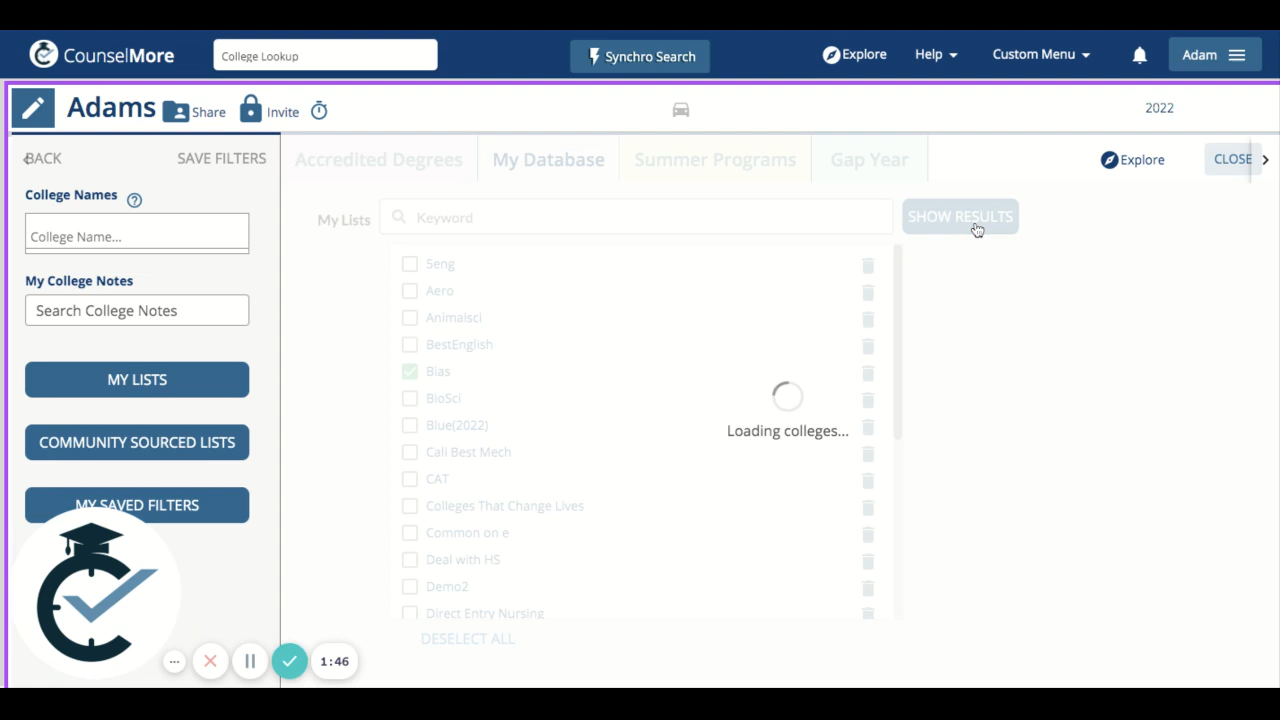 CounselMore
College Lookup
Synchro Search
Explore
Help
Custom Menu
Adam
Adams
Share
Invite
2022
BACK
SAVE FILTERS
Accredited Degrees
My Database
Summer Programs
Gap Year
Explore
CLOSE
College Names
College Name...
My College Notes
Search College Notes
MY LISTS
COMMUNITY SOURCED LISTS
MY SAVED FILTERS
My Lists
Keyword
SHOW RESULTS
5eng
Aero
Animalsci
BestEnglish
Bias
BioSci
Blue(2022)
Cali Best Mech
CAT
Colleges That Change Lives
Common on e
Deal with HS
Demo2
Direct Entry Nursing
DESELECT ALL
Loading colleges...
1:46